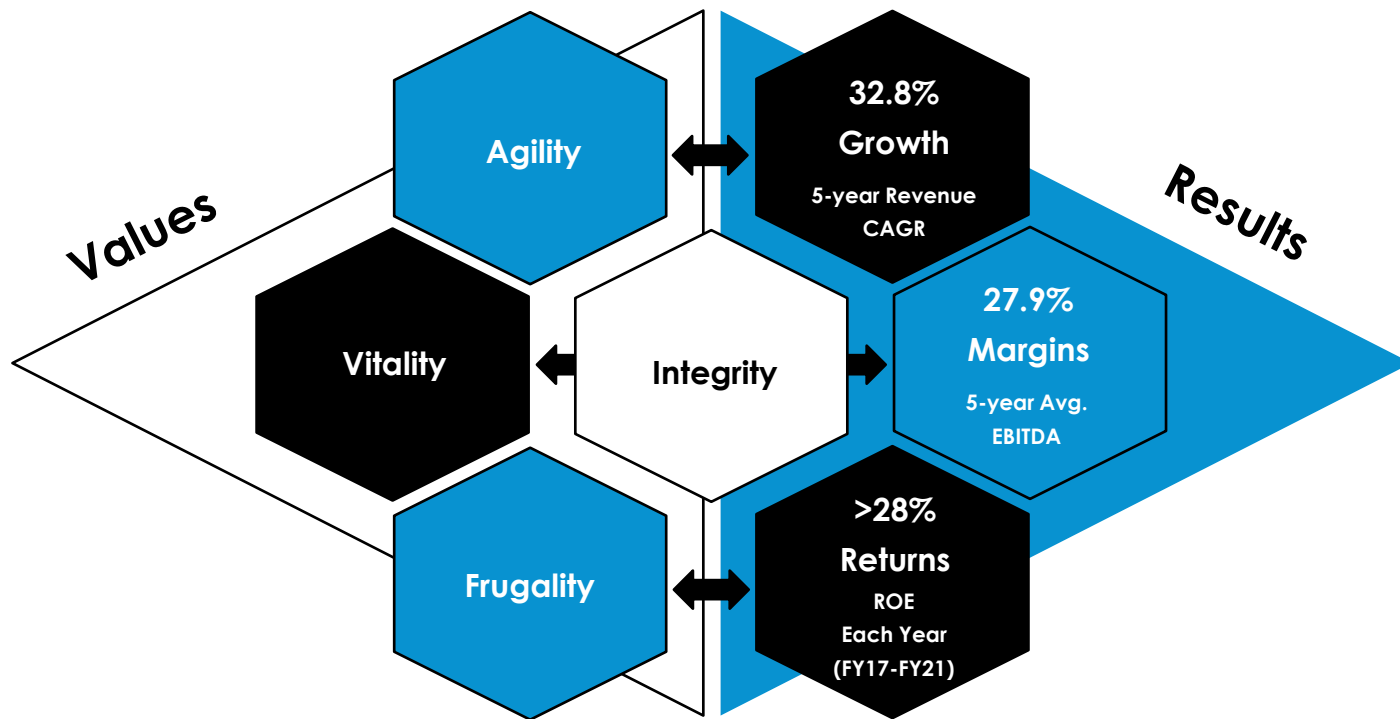 Values
Agility
Vitality
Frugality
Integrity
32.8%
Growth
5-year Revenue
CAGR
27.9%
Margins
5-year Avg.
EBITDA
>28%
Returns
ROE
Each Year
(FY17-FY21)
Results